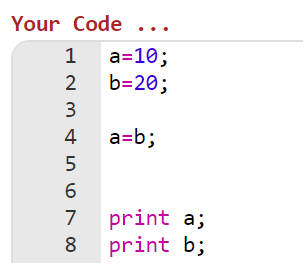 Your Code ...
1 a=10;
2 b=20;
3
4 a=b;
5
6
7 print a;
8 print b;